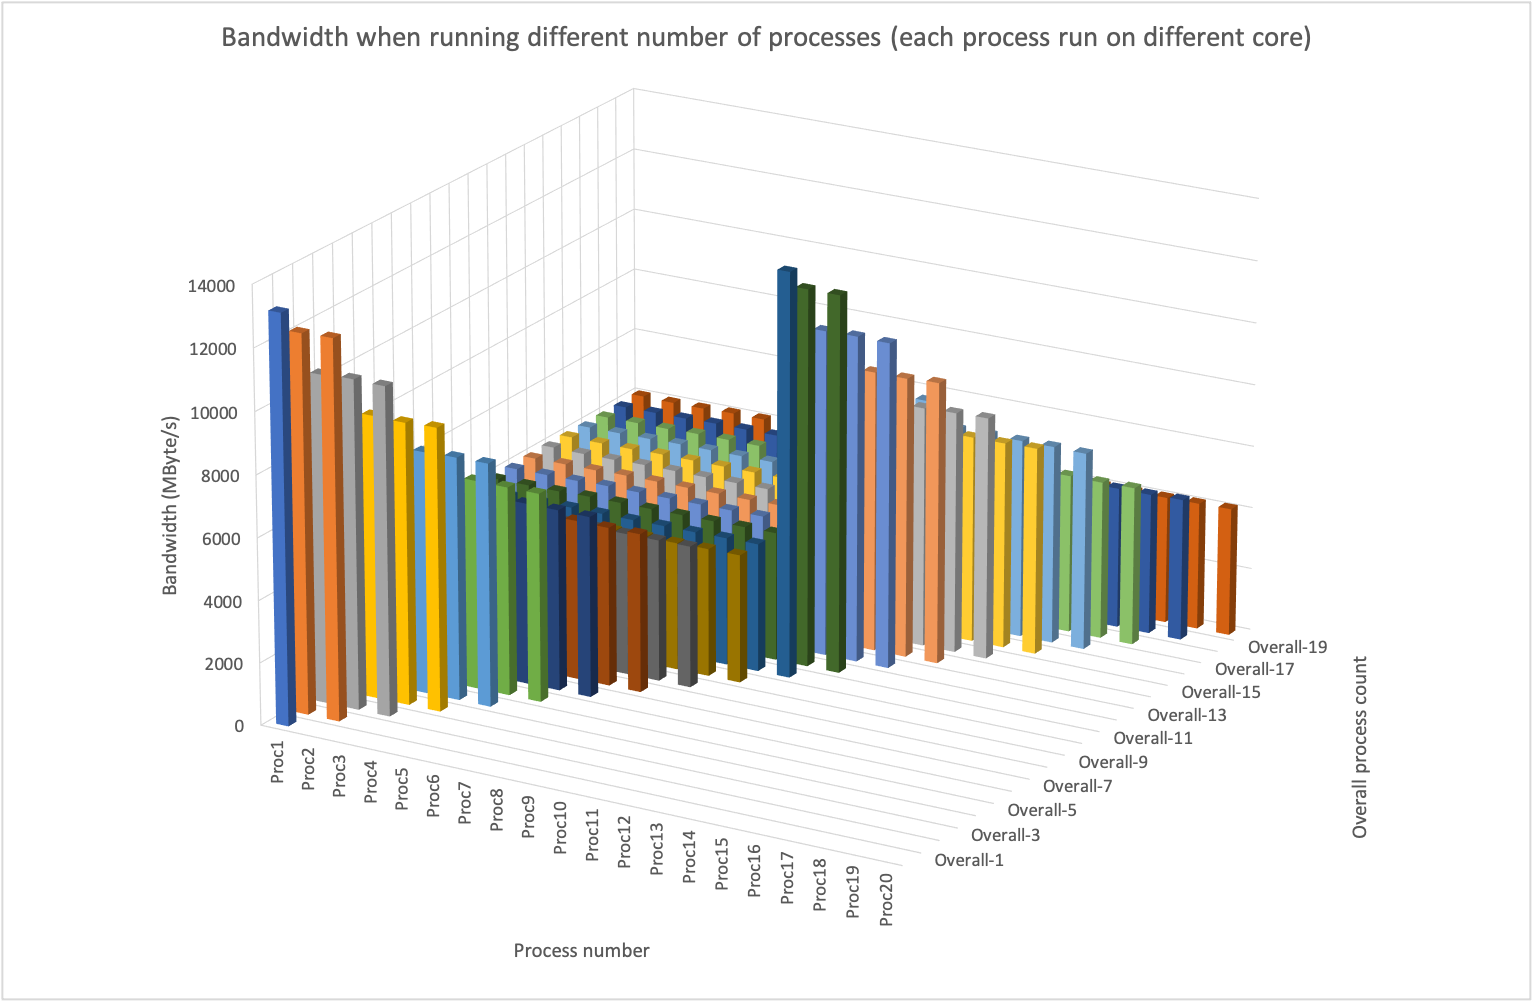 Bandwidth when running different number of processes (each process run on different core)
14000
12000
10000
8000
6000
4000
2000
0
Bandwidth (MByte/s)
Proc1
Proc2
Proc3
Proc4
Proc5
Proc6
Proc7
Proc8
Proc9
Proc10
Proc11
Proc12
Proc13
Proc14
Proc15
Proc16
Proc17
Proc18
Proc19
Proc20
Process number
Overall-19
Overall-17
Overall-15
Overall-13
Overall-11
Overall-9
Overall-7
Overall-5
Overall-3
Overall-1
Overall process count